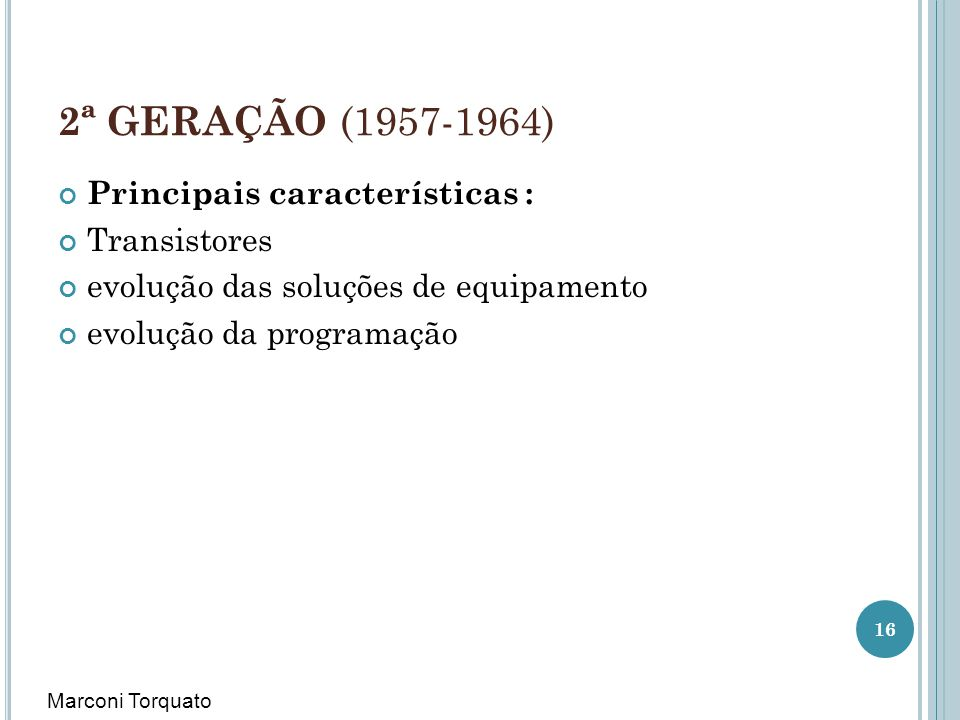 2ª GERAÇÃO (1957-1964)
Principais características :
Transistores
evolução das soluções de equipamento
evolução da programação
16
Marconi Torquato